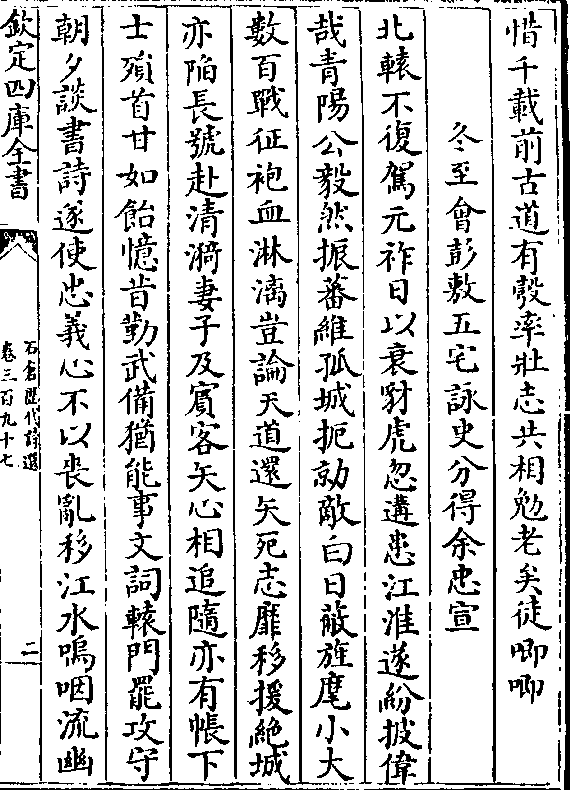 惜千載前古道有彀率壯志共相勉老矣徒唧唧
冬至會彭敷五宅詠史分得余忠宣
北轅不復駕元祚日以衰豺虎忽遘患江淮遂紛披偉
哉青陽公毅然振藩維孤城扼勍敵白日蔽旌麾小大
數百戰征袍血淋漓豈論天道還矢死志靡移援絶城
亦陷長號赴清漪妻子及賓客矢心相追隨亦有帳下
士殞首甘如飴憶昔勤武備猶能事文詞轅門罷攻守
朝夕談書詩遂使忠義心不以喪亂移江水嗚咽流幽
欽定四庫全書
石倉歷代詩選
卷三百九十七
二